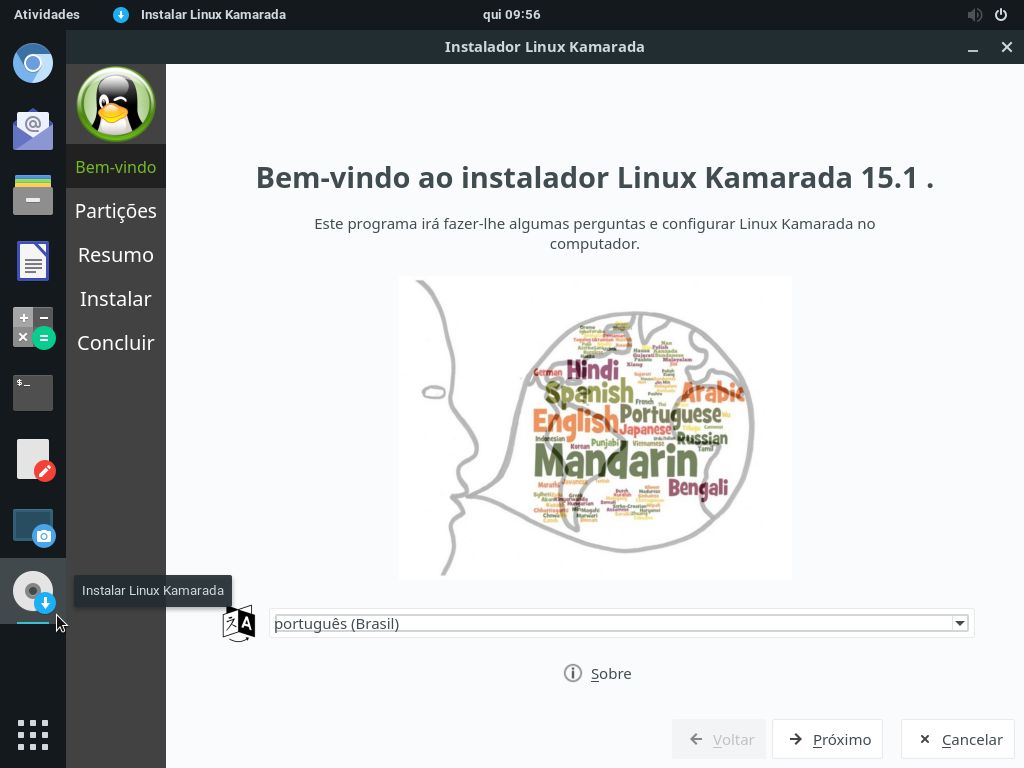 Atividades
Instalar Linux Kamarada
qui 09:56
Instalador Linux Kamarada
Bem-vindo
Partições
Resumo
Instalar
Concluir
Bem-vindo ao instalador Linux Kamarada 15.1 .
Este programa irá fazer-lhe algumas perguntas e configurar Linux Kamarada no
computador.
German Hindi
Spanish Arabic
English Portuguese
Japanese Russian
Indonesian Korean Punjabi Vietnamese Tamil
Mandarin
Bengali
Instalar Linux Kamarada
português (Brasil)
Sobre
Voltar
Próximo
Cancelar